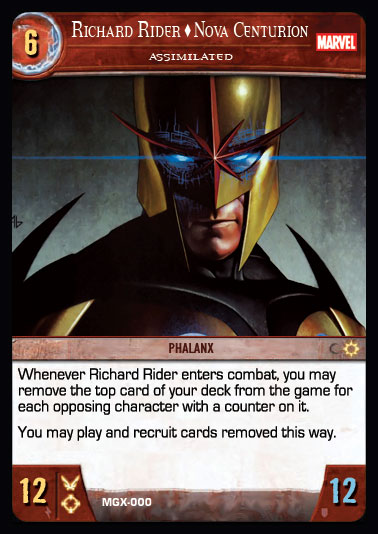 6
RICHARD RIDER♦NOVA CENTURION
MARVEL
ASSIMILATED
PHALANX
Whenever Richard Rider enters combat, you may
remove the top card of your deck from the game for
each opposing character with a counter on it.
You may play and recruit cards removed this way.
12
MGX-000
12